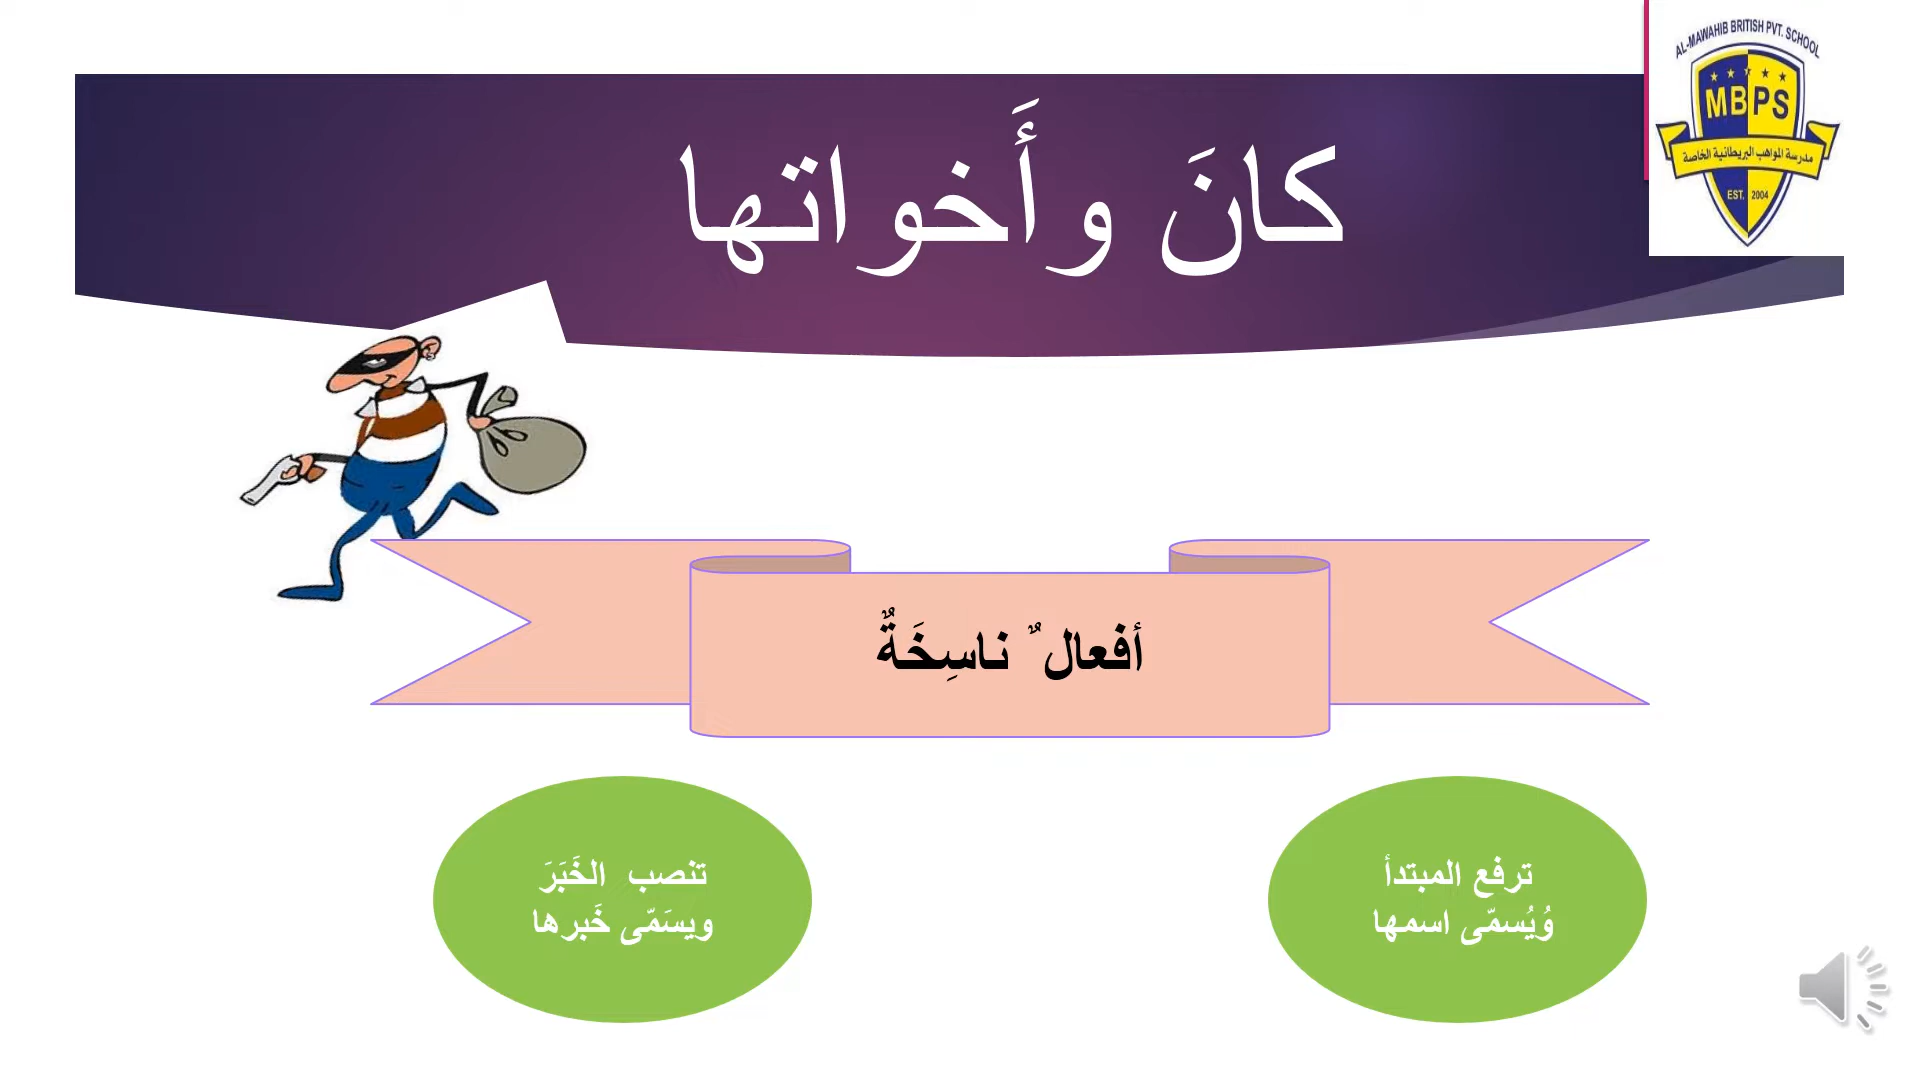 AL-MAWAHIB BRITISH PVT. SCHOOL
MBPS
مدرسة المواهب البريطانية الخاصة
EST. 2004
كانَ وأَخواتها
أفعال ٌ ناسِخَةٌ
ترفع المبتدأ
وُيُسمّى اسمها
تنصب الخَبَرَ
ويسَمّى خَبرها